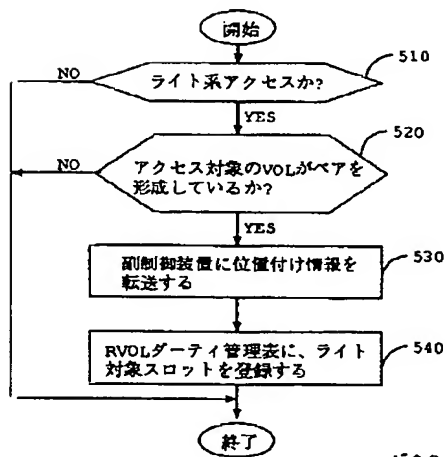 開始
NO
ライト系アクセスか?
510
YES
520
NO
アクセス対象のVOLがペアを
形成しているか?
YES
530
副制御装置に位置付け情報を
転送する
540
RVOLダーティ管理表に、ライト
対象スロットを登録する
終了